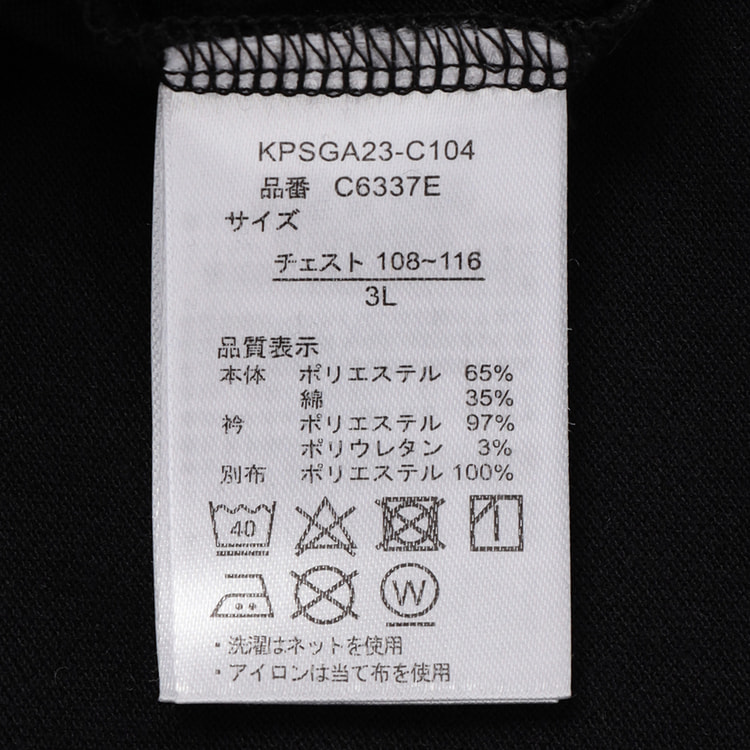 KPSGA23-C104
品番 C6337E
サイズ
チェスト 108~116
3L
品質表示
本体 ポリエステル 65%
綿 35%
衿 ポリエステル 97%
ポリウレタン 3%
別布 ポリエステル 100%
40
W
・洗濯はネットを使用
・アイロンは当て布を使用